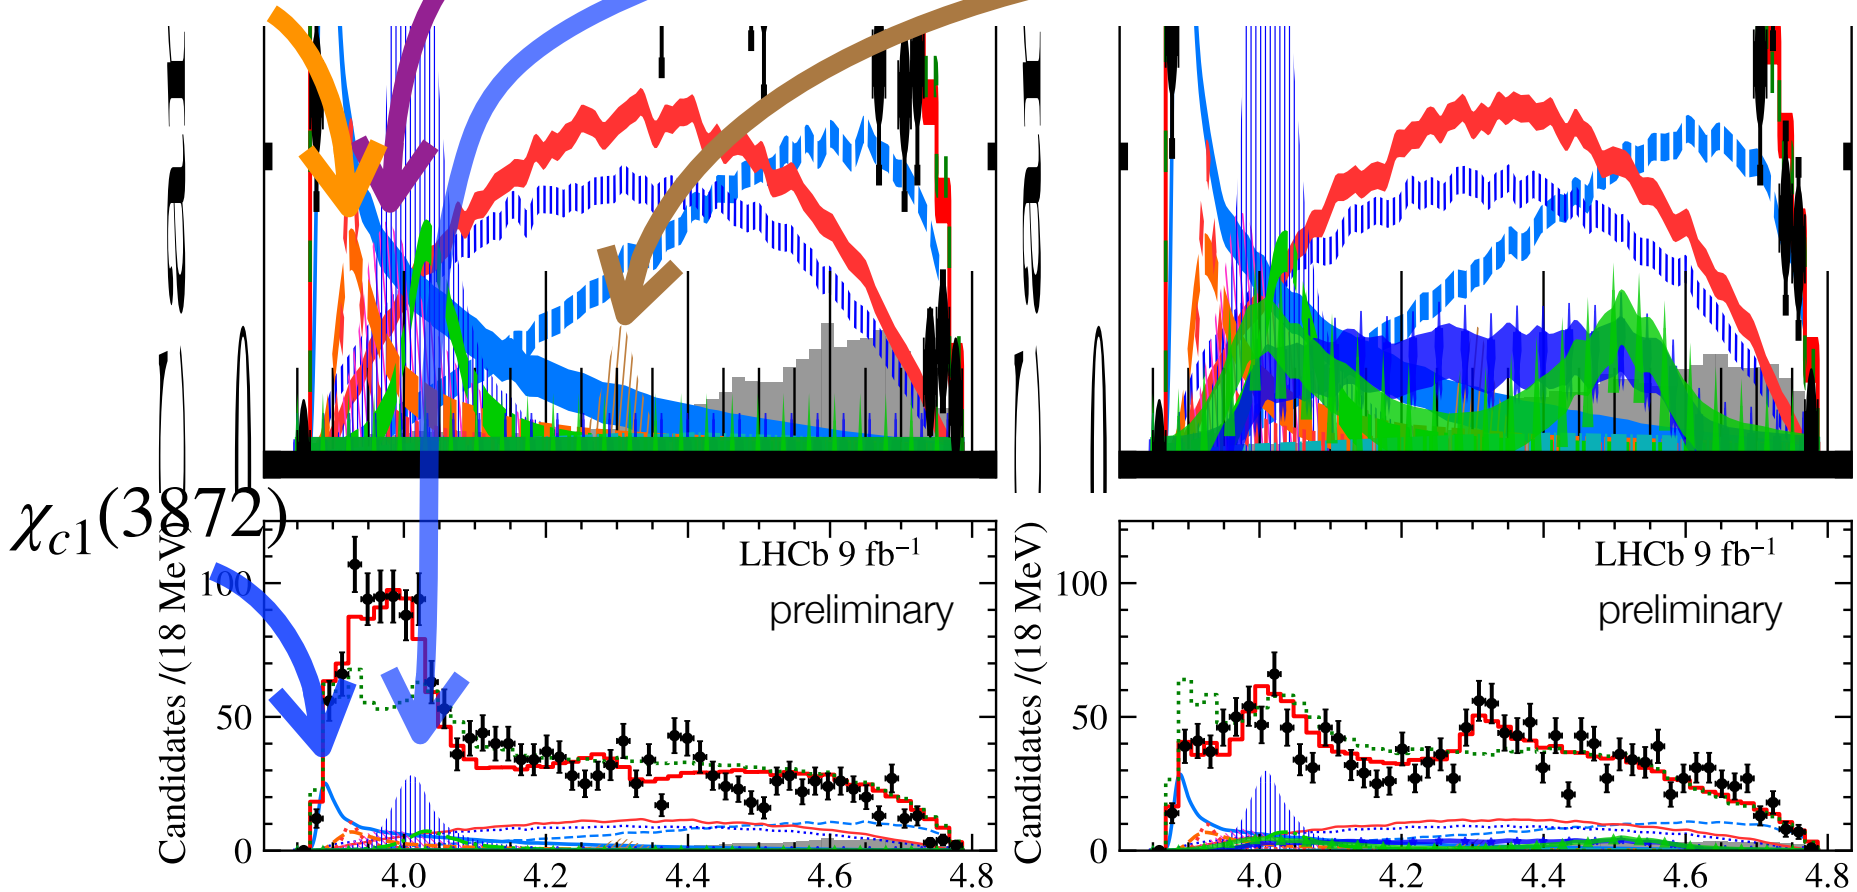 χc1(3872)
Candidates /(18 MeV)
100
50
0
LHCb 9 fb−1
preliminary
4.0 4.2 4.4 4.6 4.8
Candidates /(18 MeV)
100
50
0
LHCb 9 fb−1
preliminary
4.0 4.2 4.4 4.6 4.8